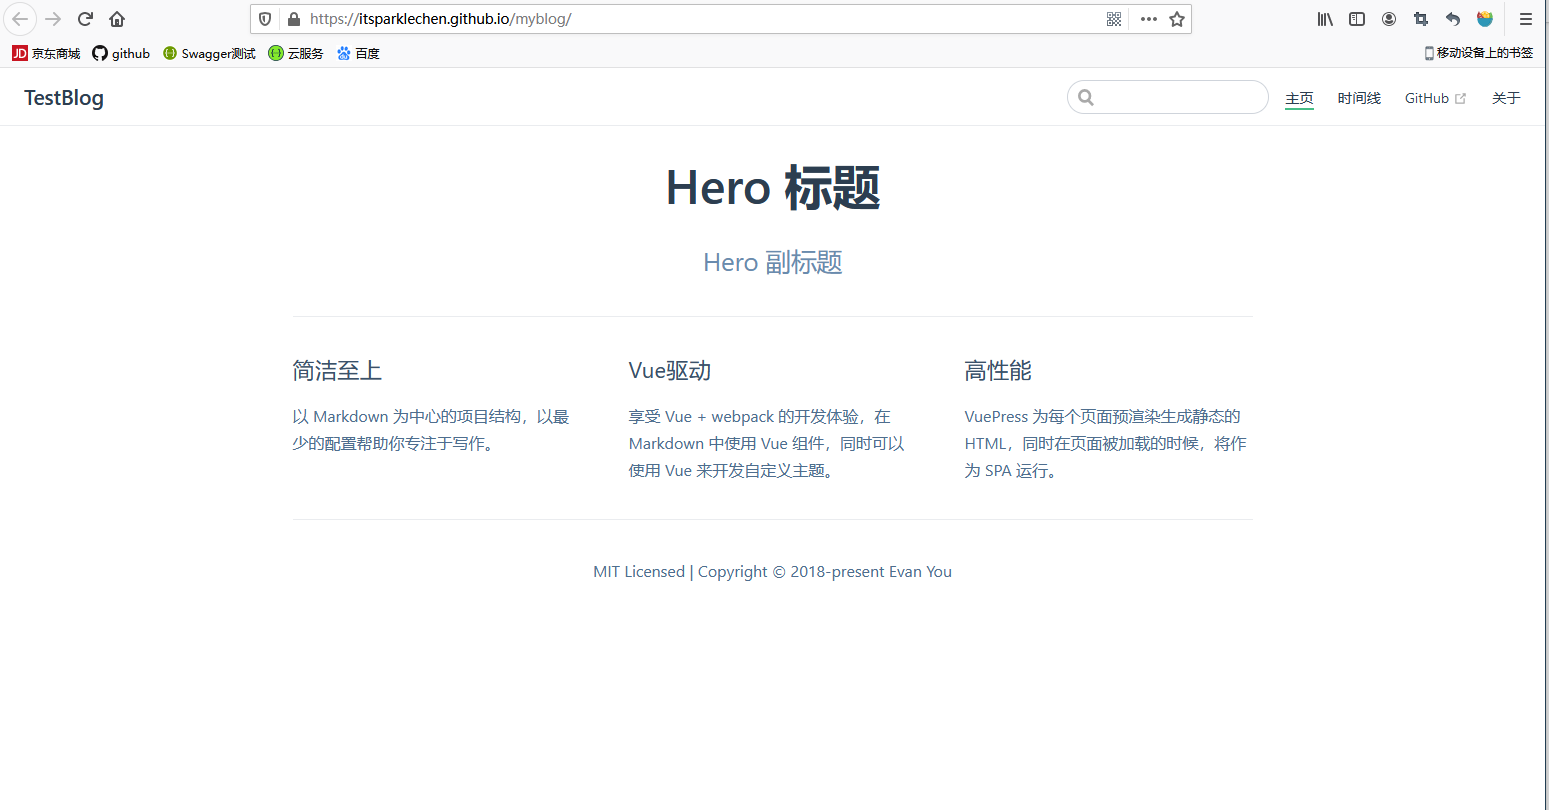 https://itsparklechen.github.io/myblog/
JD 京东商城 github Swagger测试 云服务 百度 移动设备上的书签
TestBlog 主页 时间线 GitHub 关于
Hero 标题
Hero 副标题
简洁至上
以 Markdown 为中心的项目结构，以最
少的配置帮助你专注于写作。
Vue驱动
享受 Vue + webpack 的开发体验，在
Markdown 中使用 Vue 组件，同时可以
使用 Vue 来开发自定义主题。
高性能
VuePress 为每个页面预渲染生成静态的
HTML，同时在页面被加载的时候，将作
为 SPA 运行。
MIT Licensed | Copyright © 2018-present Evan You